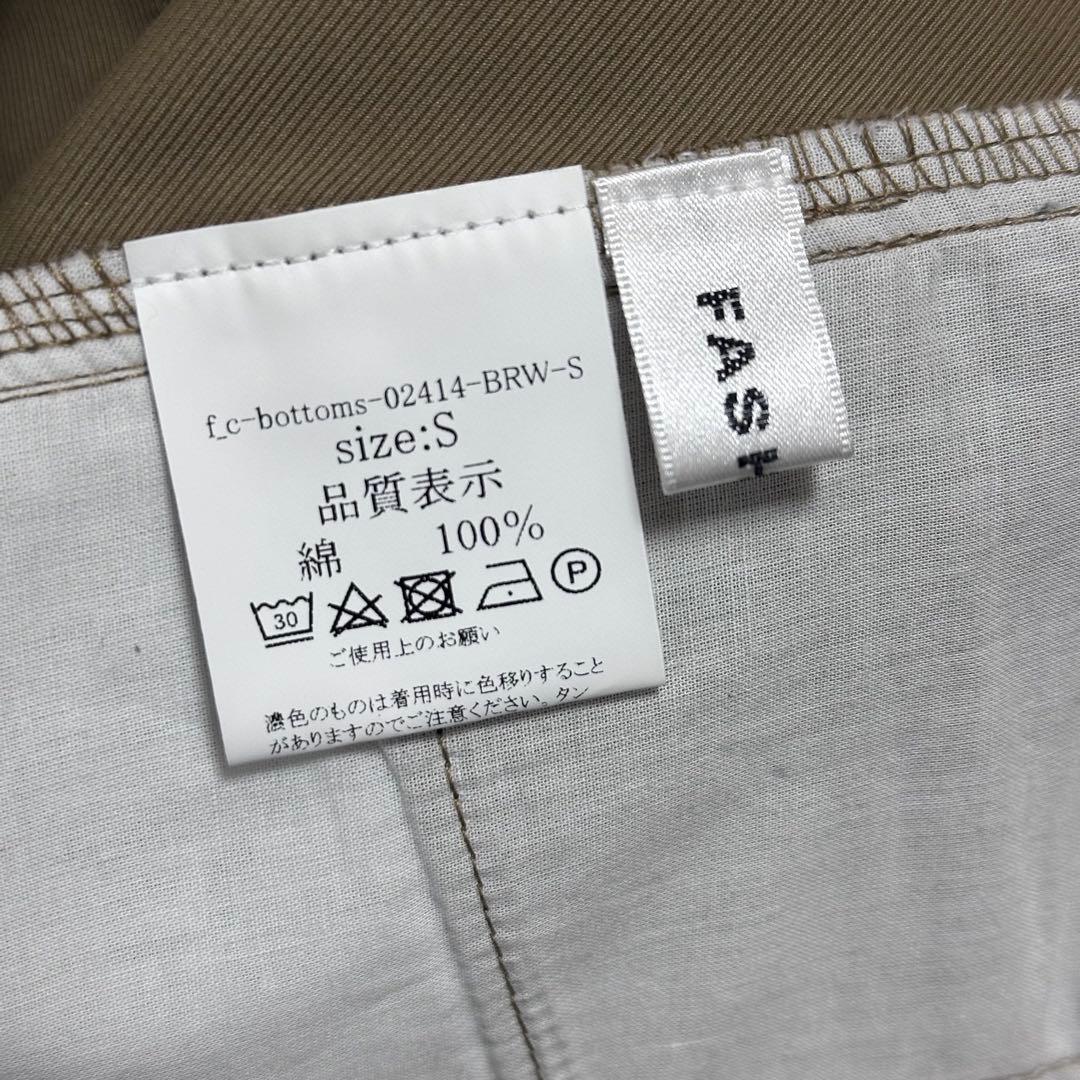 f_c-bottoms-02414-BRW-S
size:S
品質表示
綿 100%
30 P
ご使用上のお願い
濃色のものは着用時に色移りすること
がありますのでご注意ください。タン
FAS